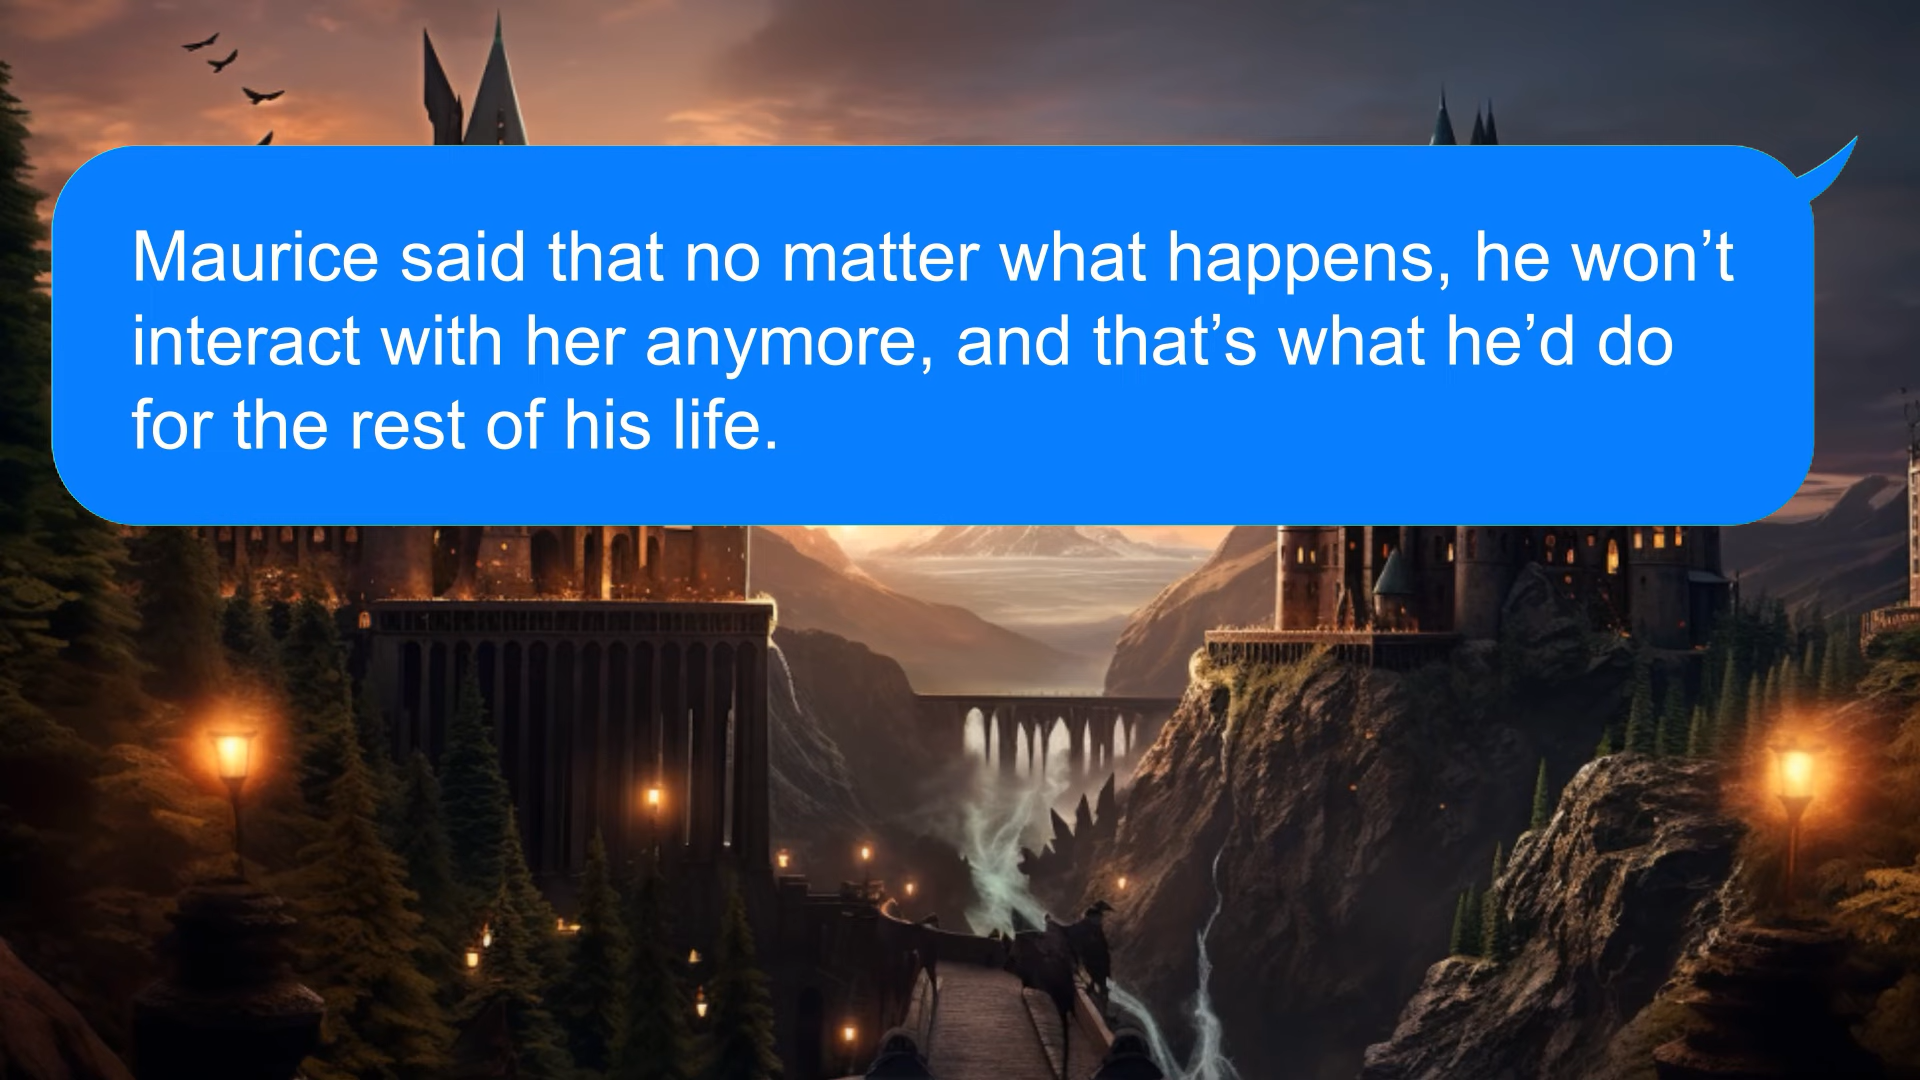 Maurice said that no matter what happens, he won’t
interact with her anymore, and that’s what he’d do
for the rest of his life.